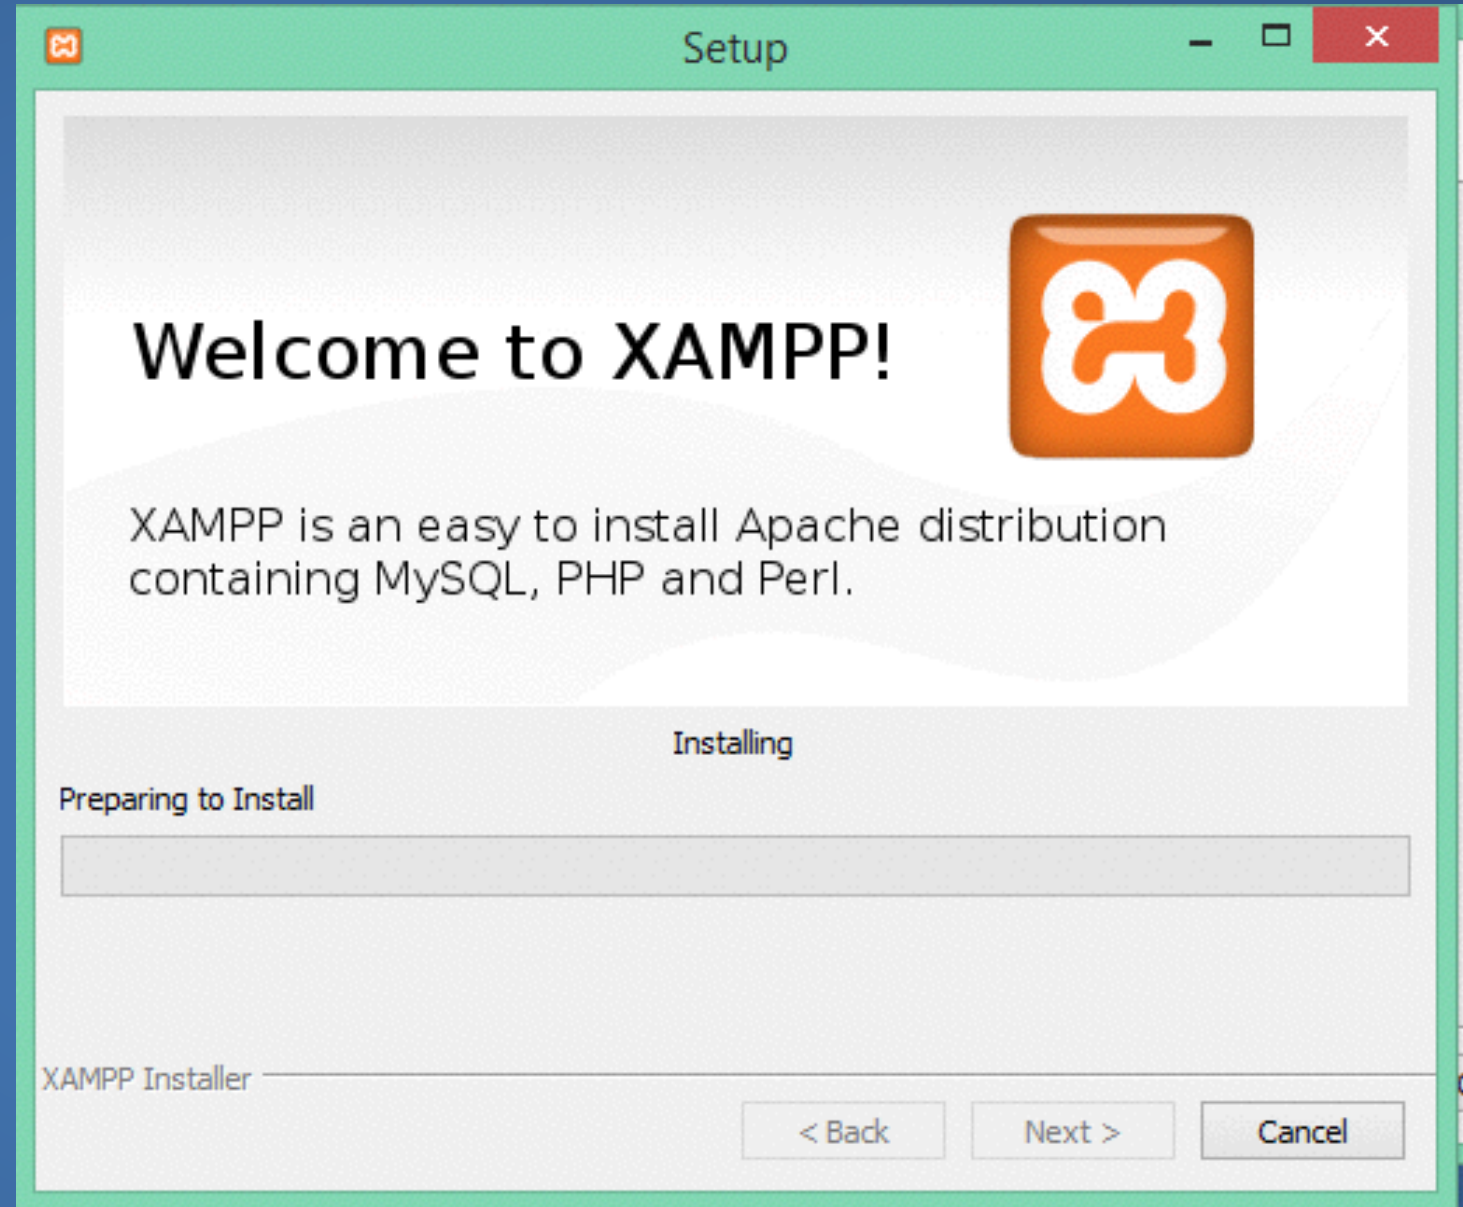 Setup
Welcome to XAMPP!
XAMPP is an easy to install Apache distribution
containing MySQL, PHP and Perl.
Installing
Preparing to Install
XAMPP Installer
< Back
Next >
Cancel